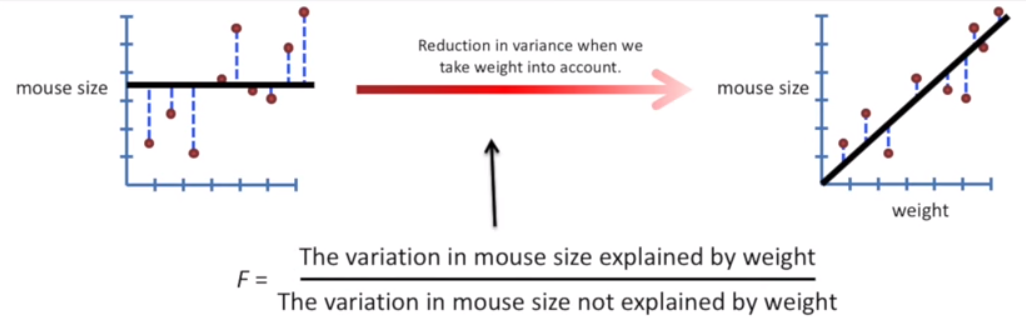 Reduction in variance when we
take weight into account.
mouse size
mouse size
weight
The variation in mouse size explained by weight
F =
The variation in mouse size not explained by weight